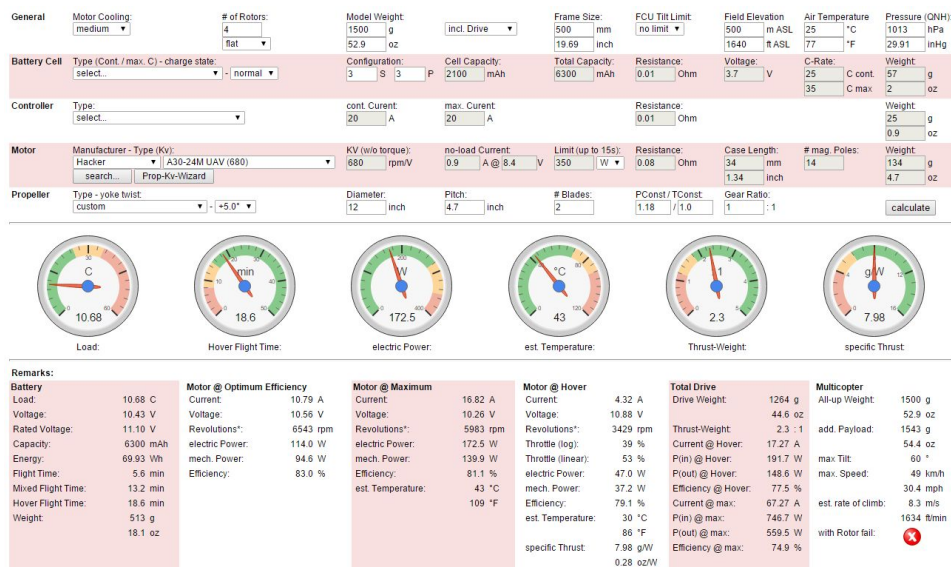 General Motor Cooling: # of Rotors: Model Weight: Frame Size: FCU Tilt Limit: Field Elevation Air Temperature Pressure (QNH):
medium 4 1500 g incl. Drive 500 mm no limit 500 m ASL 25 °C 1013 hPa
flat 52.9 oz 19.69 inch 1640 ft ASL 77 °F 29.91 inHg
Battery Cell Type (Cont. / max. C) - charge state: Configuration: Cell Capacity: Total Capacity: Resistance: Voltage: C-Rate: Weight:
select... - normal 3 S 3 P 2100 mAh 6300 mAh 0.01 Ohm 3.7 V 25 C cont. 57 g
35 C max 2 oz
Controller Type: cont. Curent: max. Curent: Resistance: Weight:
select... 20 A 20 A 0.01 Ohm 25 g
0.9 oz
Motor Manufacturer - Type (Kv): KV (w/o torque): no-load Current: Limit (up to 15s): Resistance: Case Length: # mag. Poles: Weight:
Hacker - A30-24M UAV (680) 680 rpm/V 0.9 A @ 8.4 V 350 W 0.08 Ohm 34 mm 14 134 g
search... Prop-Kv-Wizard 1.34 inch 4.7 oz
Propeller Type - yoke twist: Diameter: Pitch: # Blades: PConst / TConst: Gear Ratio:
custom - +5.0° 12 inch 4.7 inch 2 1.18 / 1.0 1 : 1 calculate
C min W °C : 1 g/W
10.68 18.6 172.5 43 2.3 7.98
Load: Hover Flight Time: electric Power: est. Temperature: Thrust-Weight: specific Thrust:
Remarks:
Battery
Load: 10.68 C
Voltage: 10.43 V
Rated Voltage: 11.10 V
Capacity: 6300 mAh
Energy: 69.93 Wh
Flight Time: 5.6 min
Mixed Flight Time: 13.2 min
Hover Flight Time: 18.6 min
Weight: 513 g
18.1 oz
Motor @ Optimum Efficiency
Current: 10.79 A
Voltage: 10.56 V
Revolutions*: 6543 rpm
electric Power: 114.0 W
mech. Power: 94.6 W
Efficiency: 83.0 %
Motor @ Maximum
Current: 16.82 A
Voltage: 10.26 V
Revolutions*: 5983 rpm
electric Power: 172.5 W
mech. Power: 139.9 W
Efficiency: 81.1 %
est. Temperature: 43 °C
109 °F
Motor @ Hover
Current: 4.32 A
Voltage: 10.88 V
Revolutions*: 3429 rpm
Throttle (log): 39 %
Throttle (linear): 53 %
electric Power: 47.0 W
mech. Power: 37.2 W
Efficiency: 79.1 %
est. Temperature: 30 °C
86 °F
specific Thrust: 7.98 g/W
0.28 oz/W
Total Drive
Drive Weight: 1264 g
44.6 oz
Thrust-Weight: 2.3 : 1
Current @ Hover: 17.27 A
P(in) @ Hover: 191.7 W
P(out) @ Hover: 148.6 W
Efficiency @ Hover: 77.5 %
Current @ max: 67.27 A
P(in) @ max: 746.7 W
P(out) @ max: 559.5 W
Efficiency @ max: 74.9 %
Multicopter
All-up Weight: 1500 g
52.9 oz
add. Payload: 1543 g
54.4 oz
max Tilt: 60 °
max. Speed: 49 km/h
30.4 mph
est. rate of climb: 8.3 m/s
1634 ft/min
with Rotor fail: